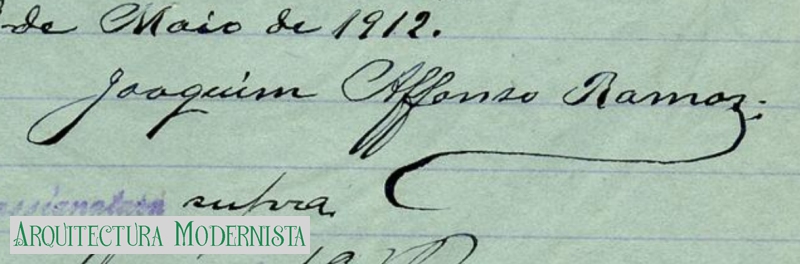 de Maio de 1912.
Joaquim Affonso Ramos.
supra
Arquitectura Modernista